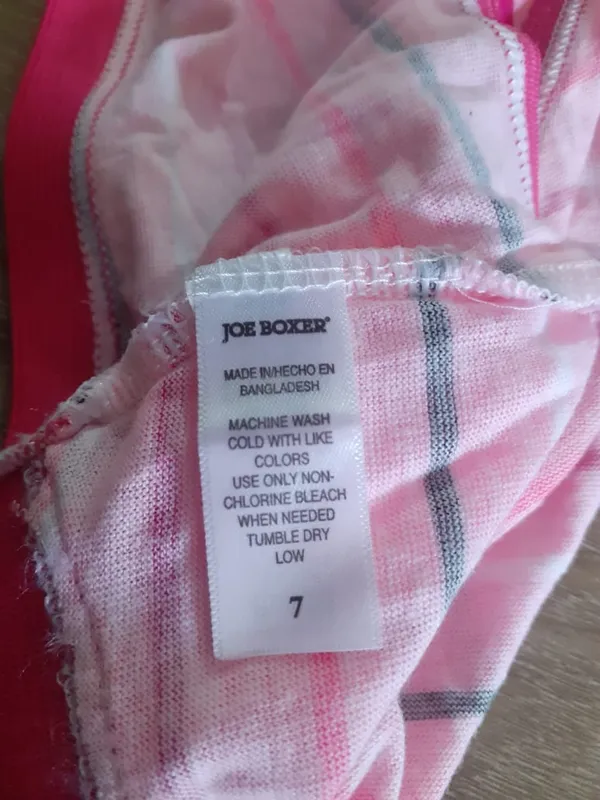 JOE BOXER®
MADE IN/HECHO EN
BANGLADESH
MACHINE WASH
COLD WITH LIKE
COLORS
USE ONLY NON-
CHLORINE BLEACH
WHEN NEEDED
TUMBLE DRY
LOW
7